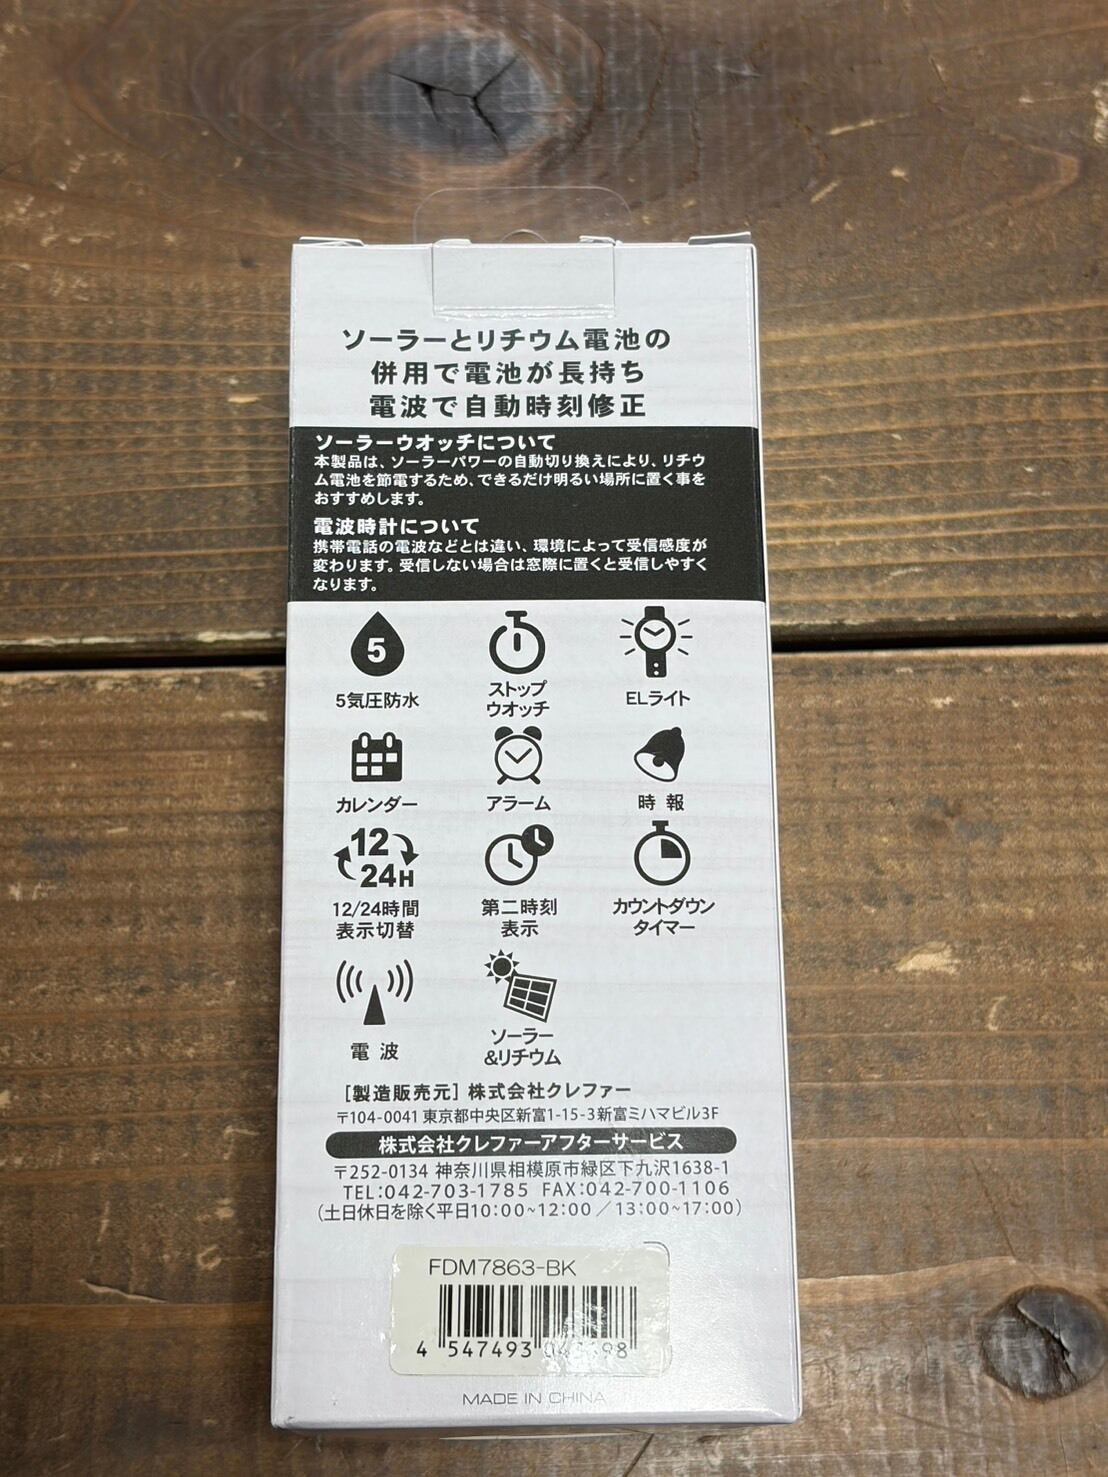 ソーラーとリチウム電池の
併用で電池が長持ち
電波で自動時刻修正
ソーラーウオッチについて
本製品は、ソーラーパワーの自動切り換えにより、リチウ
ム電池を節電するため、できるだけ明るい場所に置く事を
おすすめします。
電波時計について
携帯電話の電波などとは違い、環境によって受信感度が
変わります。受信しない場合は窓際に置くと受信しやすく
なります。
5
5気圧防水
ストップ
ウオッチ
ELライト
カレンダー
アラーム
時報
12
24H
12/24時間
表示切替
第二時刻
表示
カウントダウン
タイマー
電波
ソーラー
&リチウム
[製造販売元] 株式会社クレファー
〒104-0041 東京都中央区新富1-15-3新富ミハマビル3F
株式会社クレファーアフターサービス
〒252-0134 神奈川県相模原市緑区下九沢1638-1
TEL:042-703-1785 FAX:042-700-1106
(土日休日を除く平日10:00~12:00／13:00~17:00)
FDM7863-BK
4 547493
MADE IN CHINA